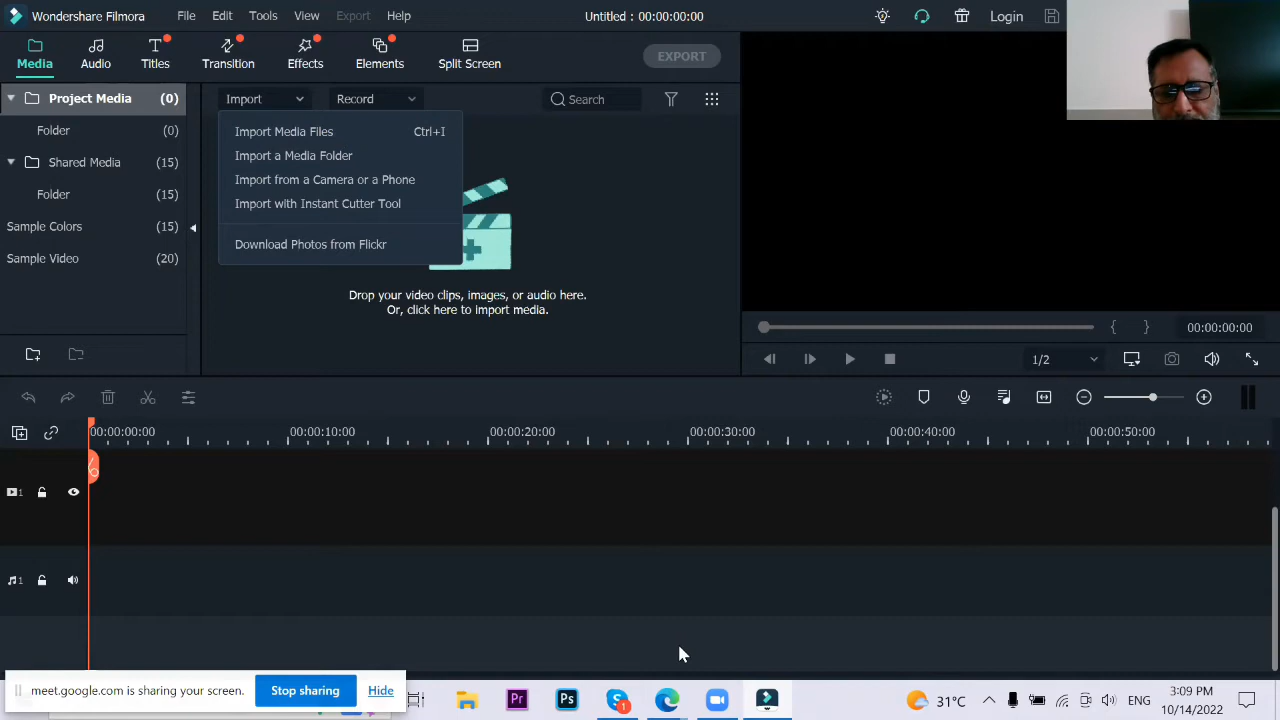 Wondershare Filmora File Edit Tools View Export Help Untitled : 00:00:00:00 Login
Media Audio Titles Transition Effects Elements Split Screen EXPORT
Project Media (0)
Folder (0)
Shared Media (15)
Folder (15)
Sample Colors (15)
Sample Video (20)
Import Record Search
Import Media Files Ctrl+I
Import a Media Folder
Import from a Camera or a Phone
Import with Instant Cutter Tool
Download Photos from Flickr
Drop your video clips, images, or audio here.
Or, click here to import media.
{ } 00:00:00:00
1/2
00:00:00:00 00:00:10:00 00:00:20:00 00:00:30:00 00:00:40:00 00:00:50:00
1
1
meet.google.com is sharing your screen. Stop sharing Hide
Pr Ps 1 31°C ENG 3:09 PM
10/14/2022